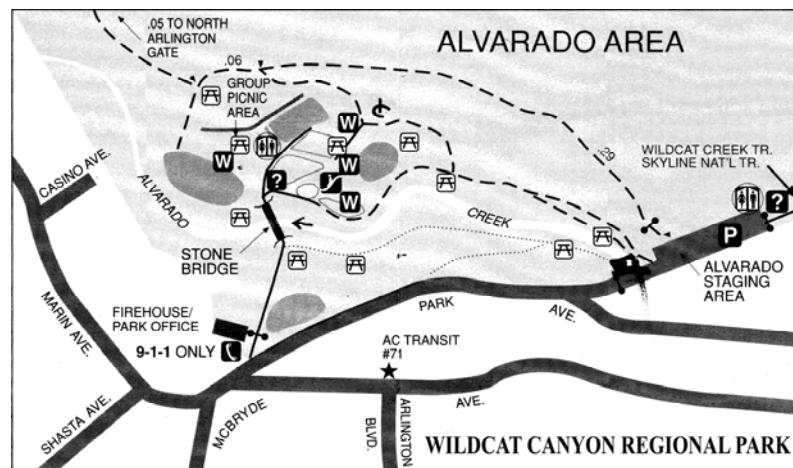 .05 TO NORTH
ARLINGTON
GATE
ALVARADO AREA
.06
GROUP
PICNIC
AREA
W
W
W
W
?
.29
WILDCAT CREEK TR.
SKYLINE NAT'L TR.
?
P
CASINO AVE.
ALVARADO
CREEK
STONE
BRIDGE
ALVARADO
STAGING
AREA
MARIN AVE.
FIREHOUSE/
PARK OFFICE
9-1-1 ONLY
PARK
AVE.
AC TRANSIT
#71
SHASTA AVE.
MCBRYDE
AVE.
ARLINGTON
BLVD.
WILDCAT CANYON REGIONAL PARK